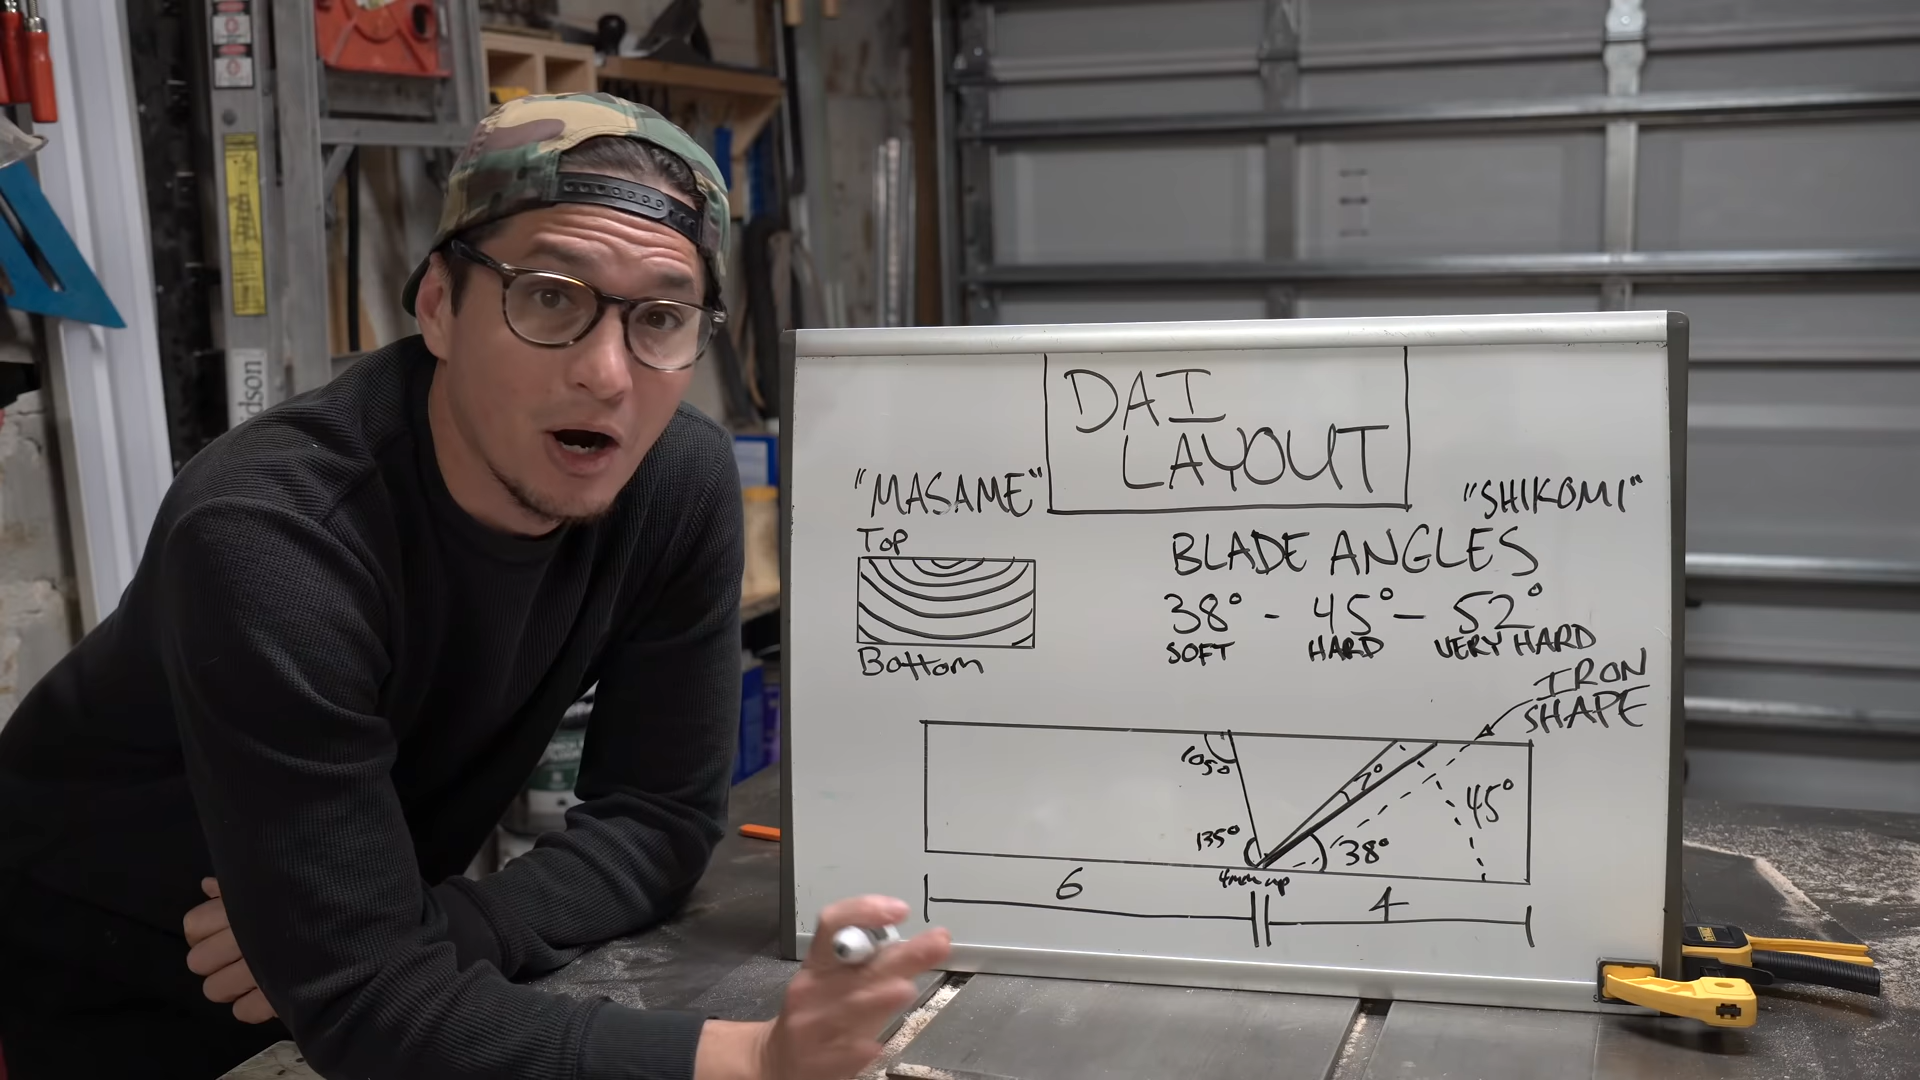 DAI
LAYOUT
"MASAME"
Top
Bottom
"SHIKOMI"
BLADE ANGLES
38° - 45° - 52°
SOFT HARD VERY HARD
IRON
SHAPE
105°
7°
45°
135°
38°
4mm up
6
4
dson